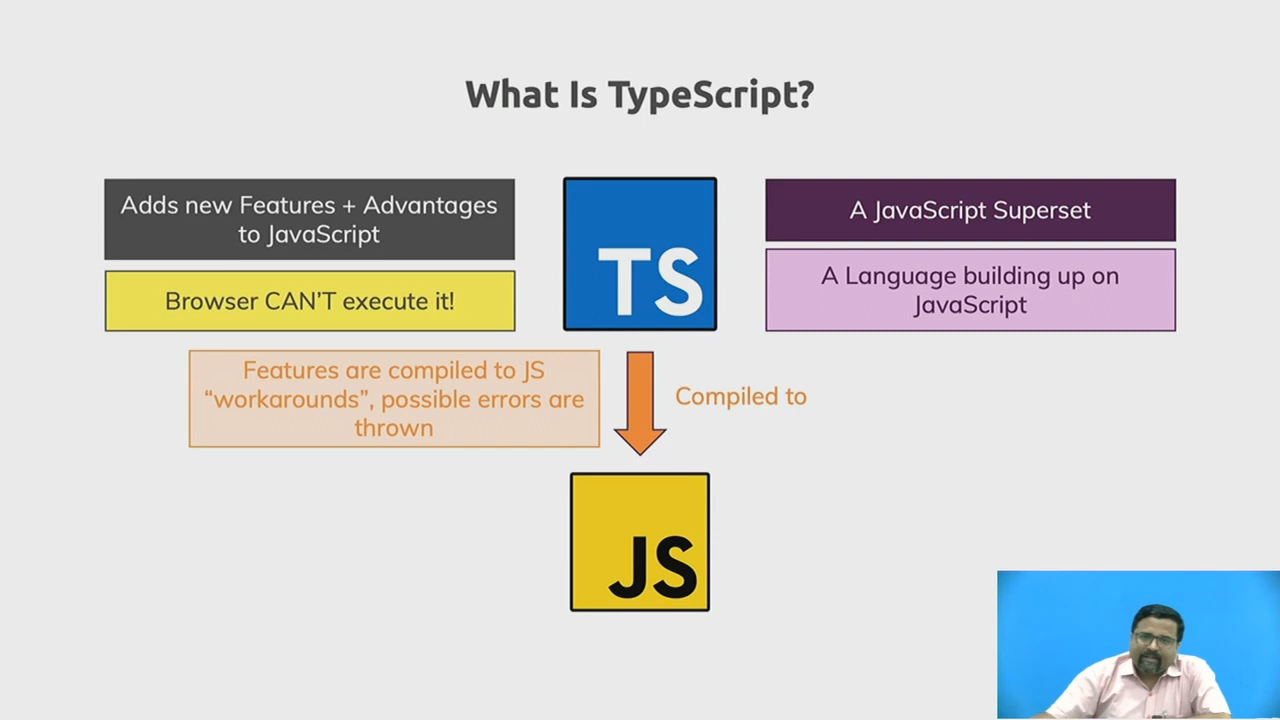 What Is TypeScript?
Adds new Features + Advantages
to JavaScript
Browser CAN'T execute it!
TS
A JavaScript Superset
A Language building up on
JavaScript
Features are compiled to JS
“workarounds”, possible errors are
thrown
Compiled to
JS